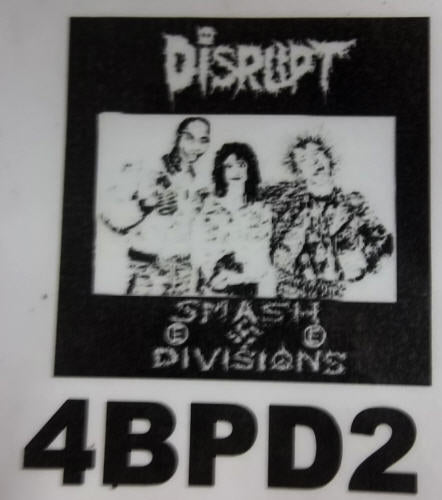 DISRUPT
SMASH
DIVISIONS
4BPD2